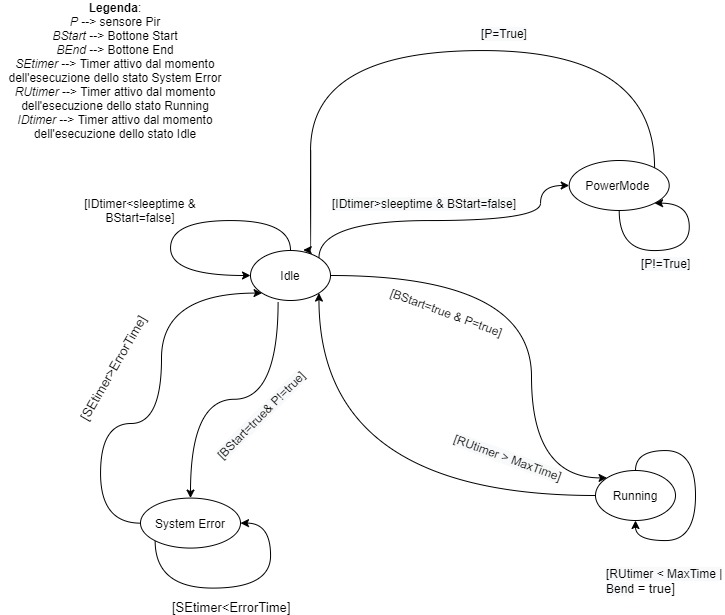 Legenda:
P --> sensore Pir
BStart --> Bottone Start
BEnd --> Bottone End
SEtimer --> Timer attivo dal momento
dell'esecuzione dello stato System Error
RUtimer --> Timer attivo dal momento
dell'esecuzione dello stato Running
IDtimer --> Timer attivo dal momento
dell'esecuzione dello stato Idle
[P=True]
PowerMode
[IDtimer<sleeptime &
BStart=false]
[IDtimer>sleeptime & BStart=false]
[P!=True]
Idle
[BStart=true & P=true]
[SEtimer>ErrorTime]
[BStart=true& P!=true]
[RUtimer > MaxTime]
Running
System Error
[RUtimer < MaxTime |
Bend = true]
[SEtimer<ErrorTime]